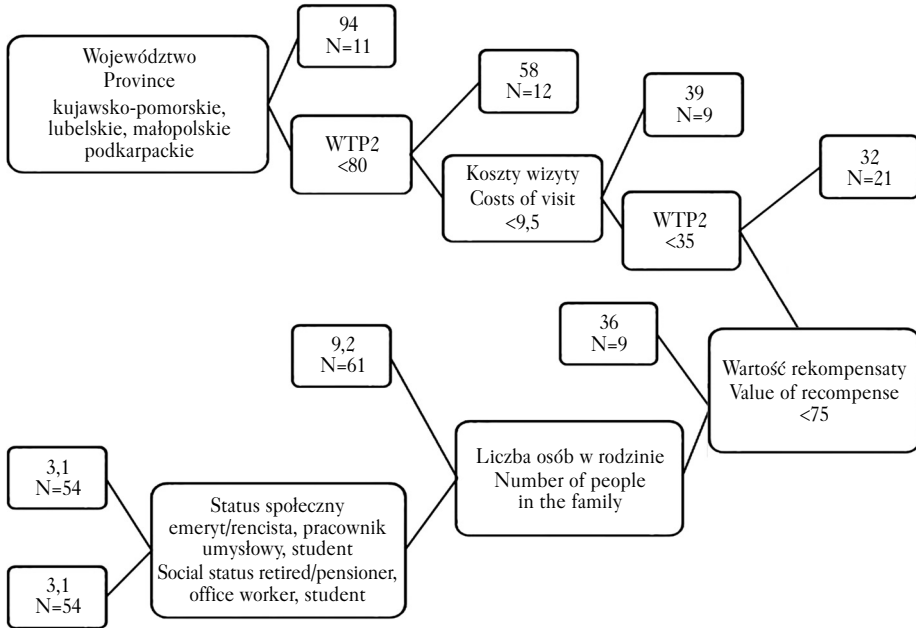 94
N=11
Województwo
Province
kujawsko-pomorskie,
lubelskie, małopolskie
podkarpackie
58
N=12
39
N=9
WTP2
<80
32
N=21
Koszty wizyty
Costs of visit
<9,5
WTP2
<35
36
N=9
9,2
N=61
Wartość rekompensaty
Value of recompense
<75
Liczba osób w rodzinie
Number of people
in the family
3,1
N=54
Status społeczny
emeryt/rencista, pracownik
umysłowy, student
Social status retired/pensioner,
office worker, student
3,1
N=54